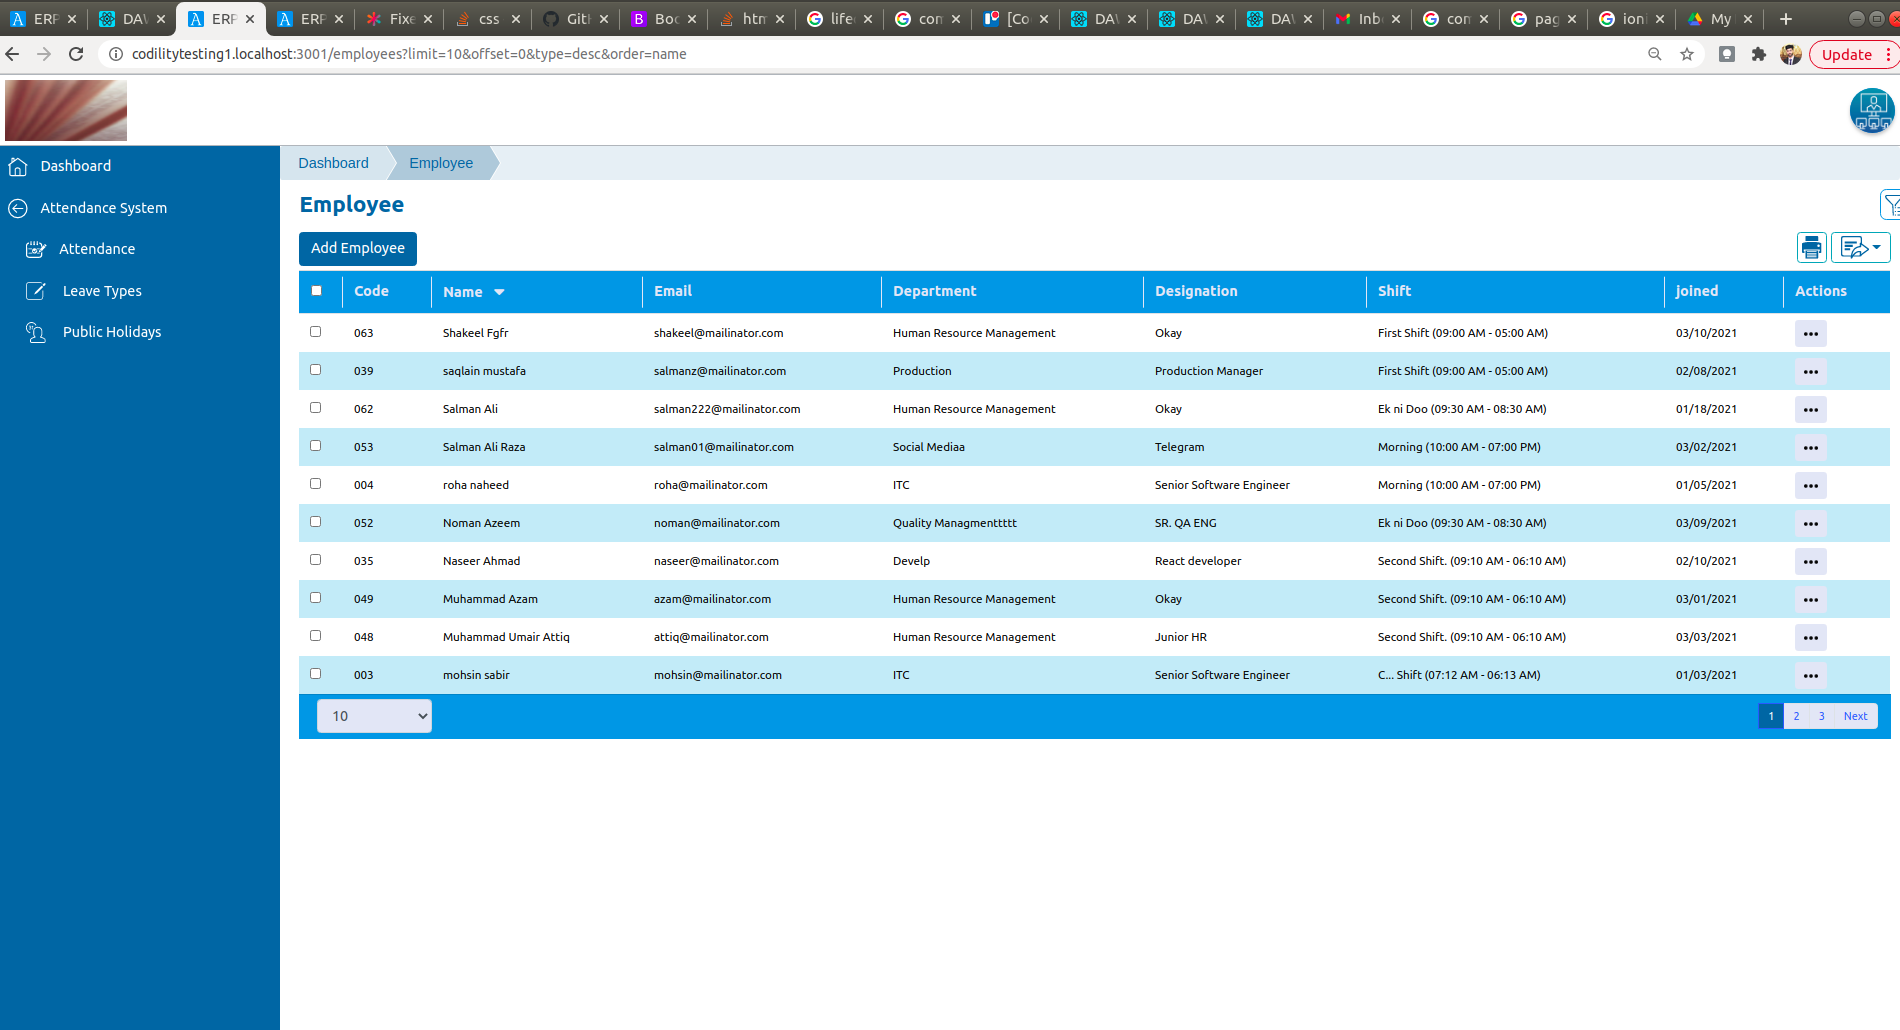 ERP DAV ERP ERP Fixe css GitH Boo htm lifec com [Co DAV DAV DAV Inbo com pag ioni My
codilitytesting1.localhost:3001/employees?limit=10&offset=0&type=desc&order=name Update
Dashboard
Attendance System
Attendance
Leave Types
Public Holidays
Dashboard Employee
Employee
Add Employee
Code Name Email Department Designation Shift joined Actions
063 Shakeel Fgfr shakeel@mailinator.com Human Resource Management Okay First Shift (09:00 AM - 05:00 AM) 03/10/2021
039 saqlain mustafa salmanz@mailinator.com Production Production Manager First Shift (09:00 AM - 05:00 AM) 02/08/2021
062 Salman Ali salman222@mailinator.com Human Resource Management Okay Ek ni Doo (09:30 AM - 08:30 AM) 01/18/2021
053 Salman Ali Raza salman01@mailinator.com Social Mediaa Telegram Morning (10:00 AM - 07:00 PM) 03/02/2021
004 roha naheed roha@mailinator.com ITC Senior Software Engineer Morning (10:00 AM - 07:00 PM) 01/05/2021
052 Noman Azeem noman@mailinator.com Quality Managmenttttt SR. QA ENG Ek ni Doo (09:30 AM - 08:30 AM) 03/09/2021
035 Naseer Ahmad naseer@mailinator.com Develp React developer Second Shift. (09:10 AM - 06:10 AM) 02/10/2021
049 Muhammad Azam azam@mailinator.com Human Resource Management Okay Second Shift. (09:10 AM - 06:10 AM) 03/01/2021
048 Muhammad Umair Attiq attiq@mailinator.com Human Resource Management Junior HR Second Shift. (09:10 AM - 06:10 AM) 03/03/2021
003 mohsin sabir mohsin@mailinator.com ITC Senior Software Engineer C... Shift (07:12 AM - 06:13 AM) 01/03/2021
10 1 2 3 Next